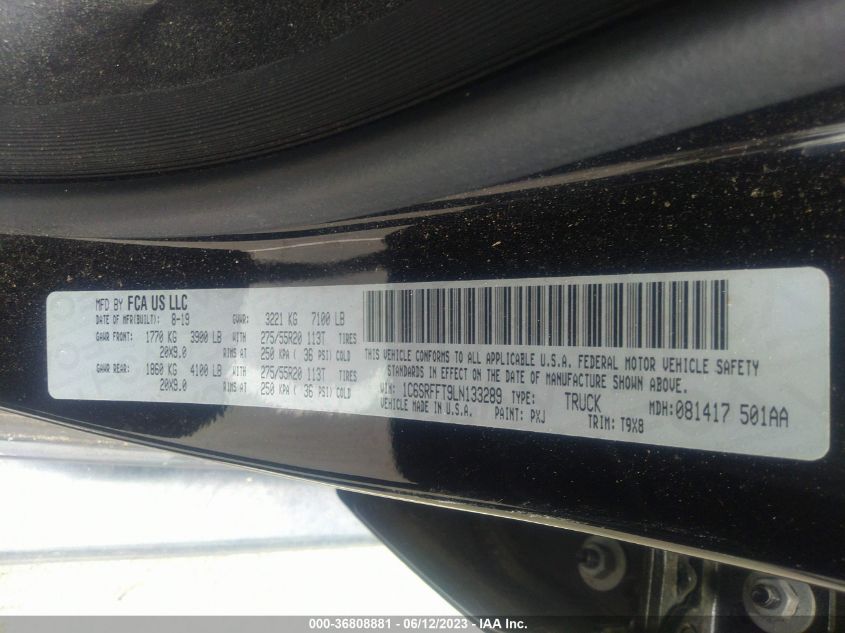 MFD BY FCA US LLC
DATE OF MFR(BUILT): 8-19 GVWR: 3221 KG 7100 LB
GAWR FRONT: 1770 KG 3900 LB WITH 275/55R20 113T TIRES
20X9.0 RIMS AT 250 KPA ( 36 PSI) COLD
GAWR REAR: 1860 KG 4100 LB WITH 275/55R20 113T TIRES
20X9.0 RIMS AT 250 KPA ( 36 PSI) COLD
THIS VEHICLE CONFORMS TO ALL APPLICABLE U.S.A. FEDERAL MOTOR VEHICLE SAFETY
STANDARDS IN EFFECT ON THE DATE OF MANUFACTURE SHOWN ABOVE.
VIN: 1C6SRFFT9LN133289 TYPE: TRUCK MDH: 081417 501AA
VEHICLE MADE IN U.S.A. PAINT: PXJ TRIM: T9X8
000-36808881 - 06/12/2023 - IAA Inc.